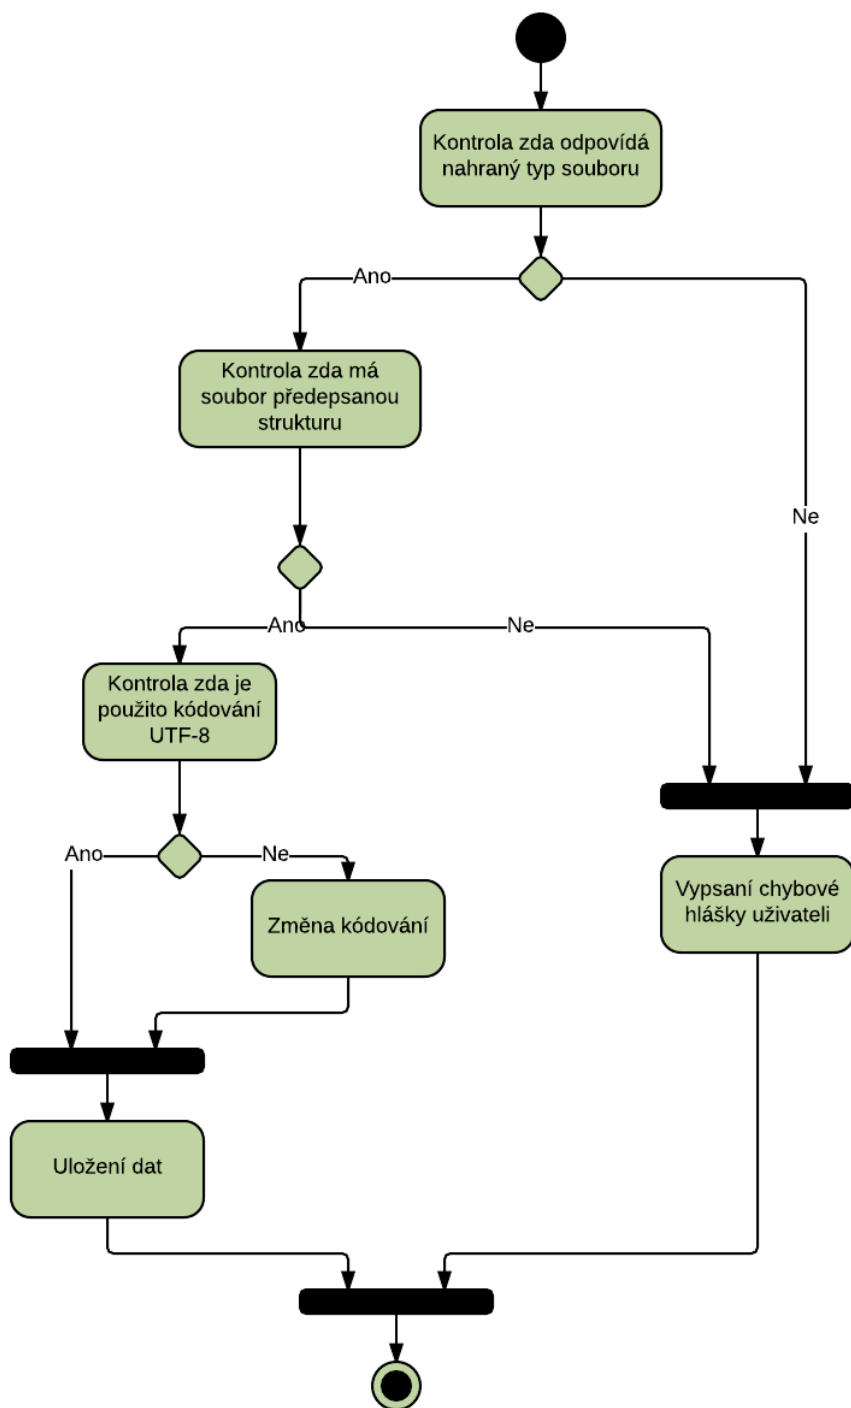 Kontrola zda odpovídá
nahraný typ souboru
Ano
Kontrola zda má
soubor předepsanou
strukturu
Ne
Ano
Ne
Kontrola zda je
použito kódování
UTF-8
Ano
Ne
Změna kódování
Vypsaní chybové
hlášky uživateli
Uložení dat